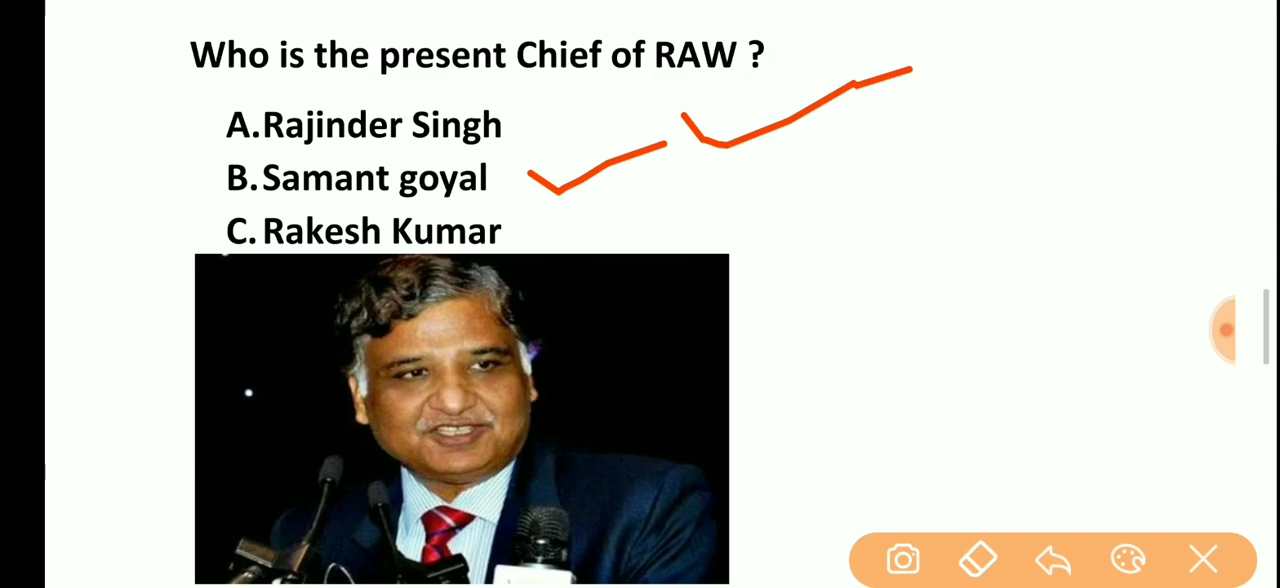 Who is the present Chief of RAW ?
A.Rajinder Singh
B.Samant goyal
C.Rakesh Kumar